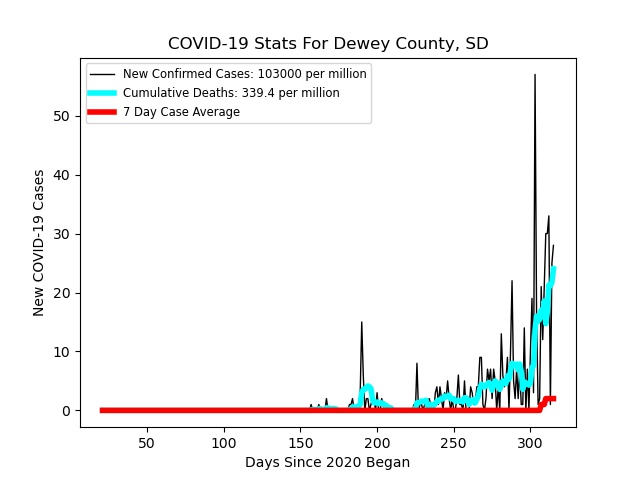 COVID-19 Stats For Dewey County, SD
New Confirmed Cases: 103000 per million
Cumulative Deaths: 339.4 per million
7 Day Case Average
New COVID-19 Cases
50
40
30
20
10
0
50 100 150 200 250 300
Days Since 2020 Began